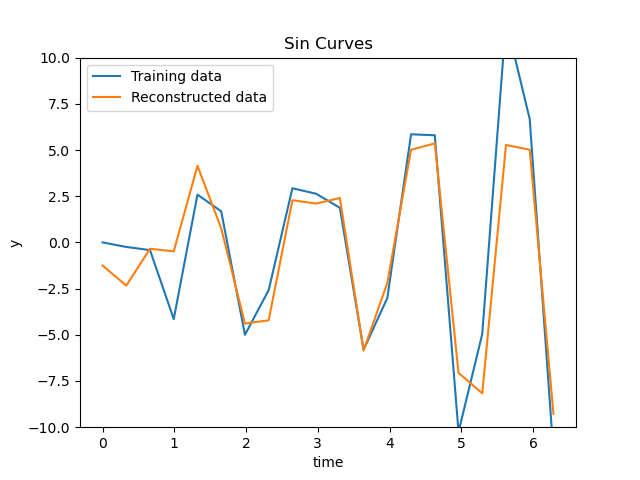 Sin Curves
Training data
Reconstructed data
10.0
7.5
5.0
2.5
0.0
−2.5
−5.0
−7.5
−10.0
y
0 1 2 3 4 5 6
time